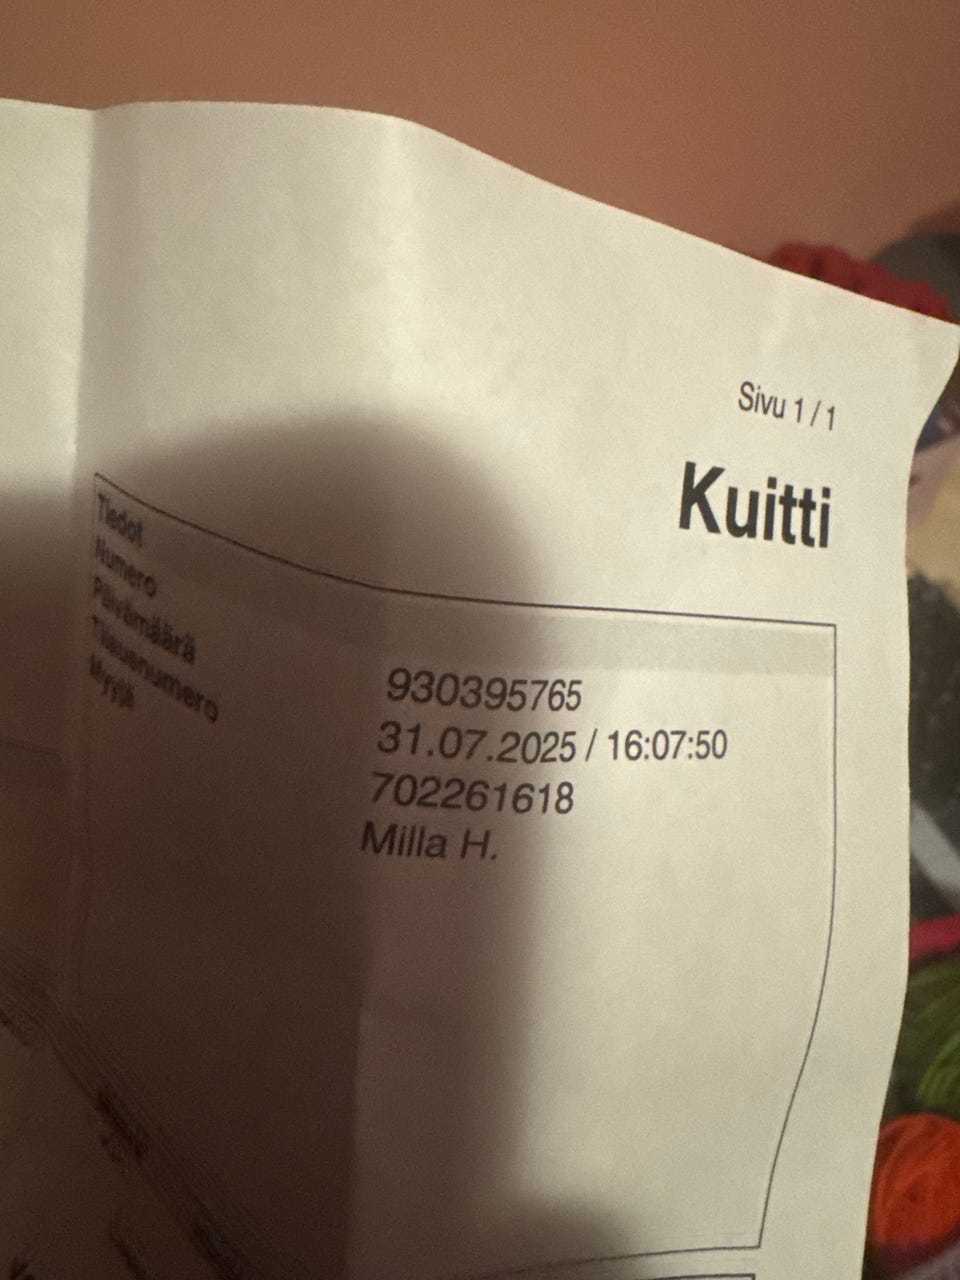 Sivu 1 / 1
Kuitti
Tiedot
Numero 930395765
Päivämäärä 31.07.2025 / 16:07:50
Tilausnumero 702261618
Myyjä Milla H.